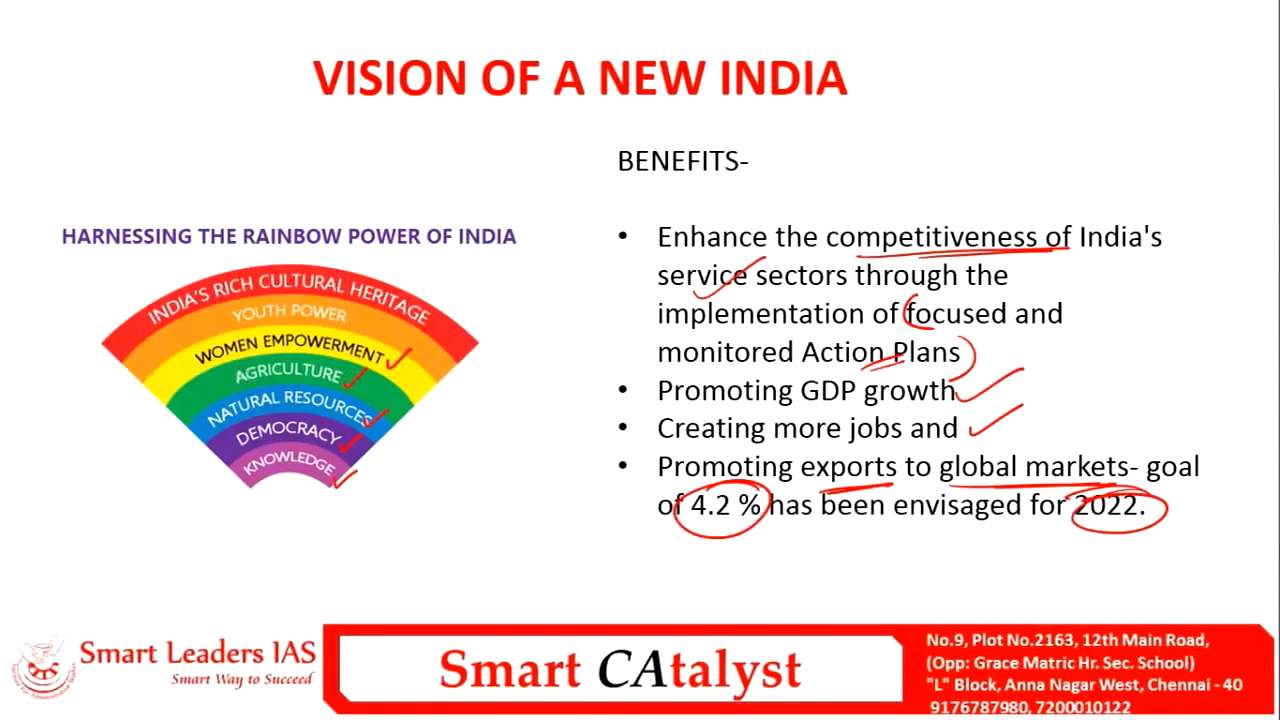 VISION OF A NEW INDIA
HARNESSING THE RAINBOW POWER OF INDIA
INDIA'S RICH CULTURAL HERITAGE
YOUTH POWER
WOMEN EMPOWERMENT
AGRICULTURE
NATURAL RESOURCES
DEMOCRACY
KNOWLEDGE
BENEFITS-
• Enhance the competitiveness of India's
service sectors through the
implementation of focused and
monitored Action Plans
• Promoting GDP growth
• Creating more jobs and
• Promoting exports to global markets- goal
of 4.2 % has been envisaged for 2022.
Smart Leaders IAS
Smart Way to Succeed
Smart CAtalyst
No.9, Plot No.2163, 12th Main Road,
(Opp: Grace Matric Hr. Sec. School)
"L" Block, Anna Nagar West, Chennai - 40
9176787980, 7200010122